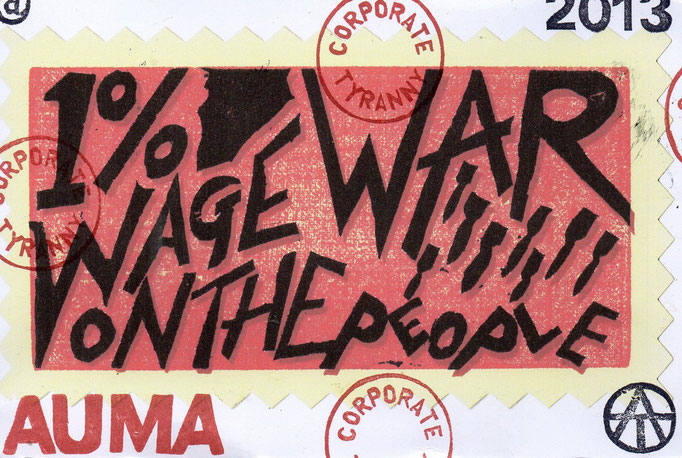 @
2013
CORPORATE
TYRANNY
1% WAR
WAGE
ON THE PEOPLE
CORPORATE
TYRANNY
AUMA
CORPORATE